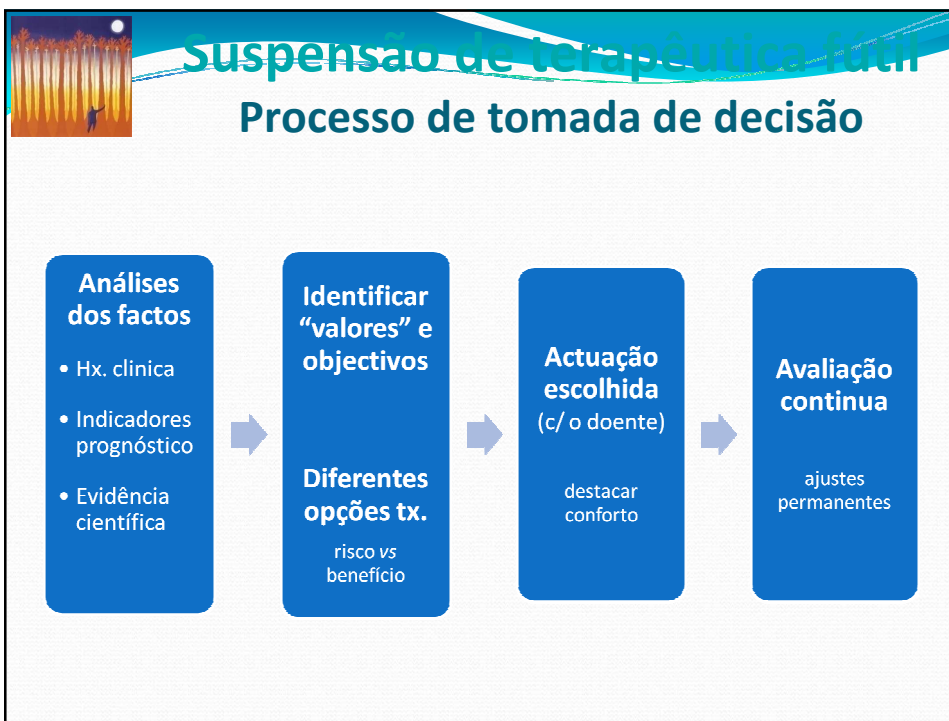 Suspensão de terapêutica fútil
Processo de tomada de decisão
Análises
dos factos
• Hx. clinica
• Indicadores
prognóstico
• Evidência
científica
Identificar
“valores” e
objectivos
Diferentes
opções tx.
risco vs
benefício
Actuação
escolhida
(c/ o doente)
destacar
conforto
Avaliação
continua
ajustes
permanentes